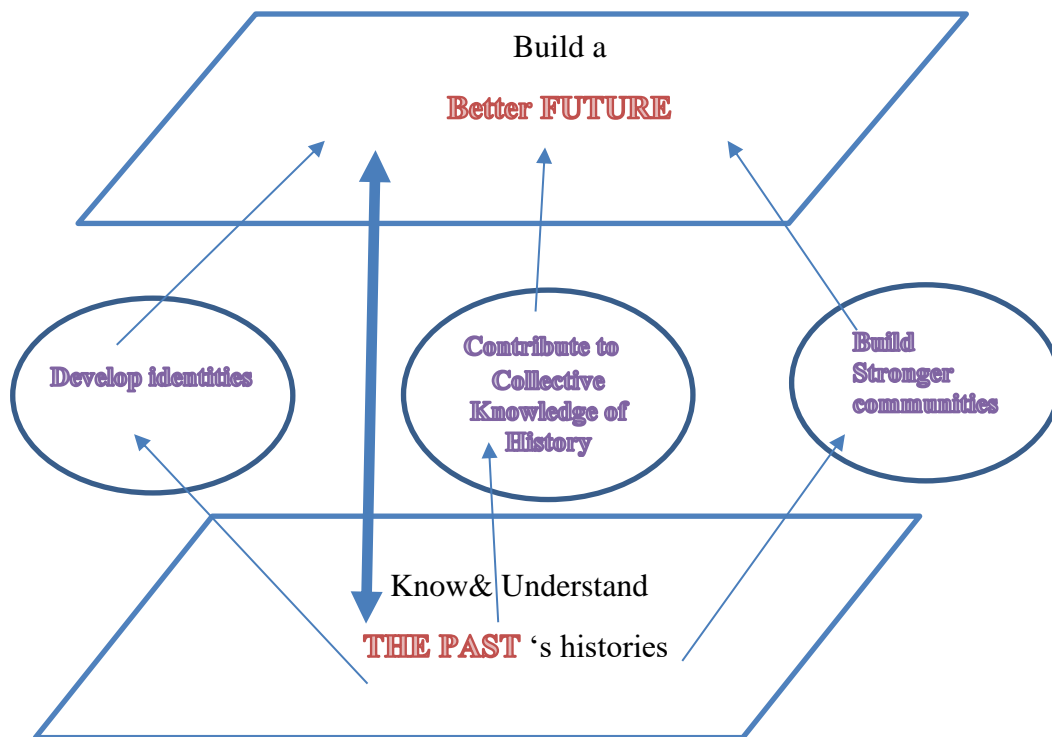 Build a
Better FUTURE
Develop identities
Contribute to
Collective
Knowledge of
History
Build
Stronger
communities
Know& Understand
THE PAST ‘s histories